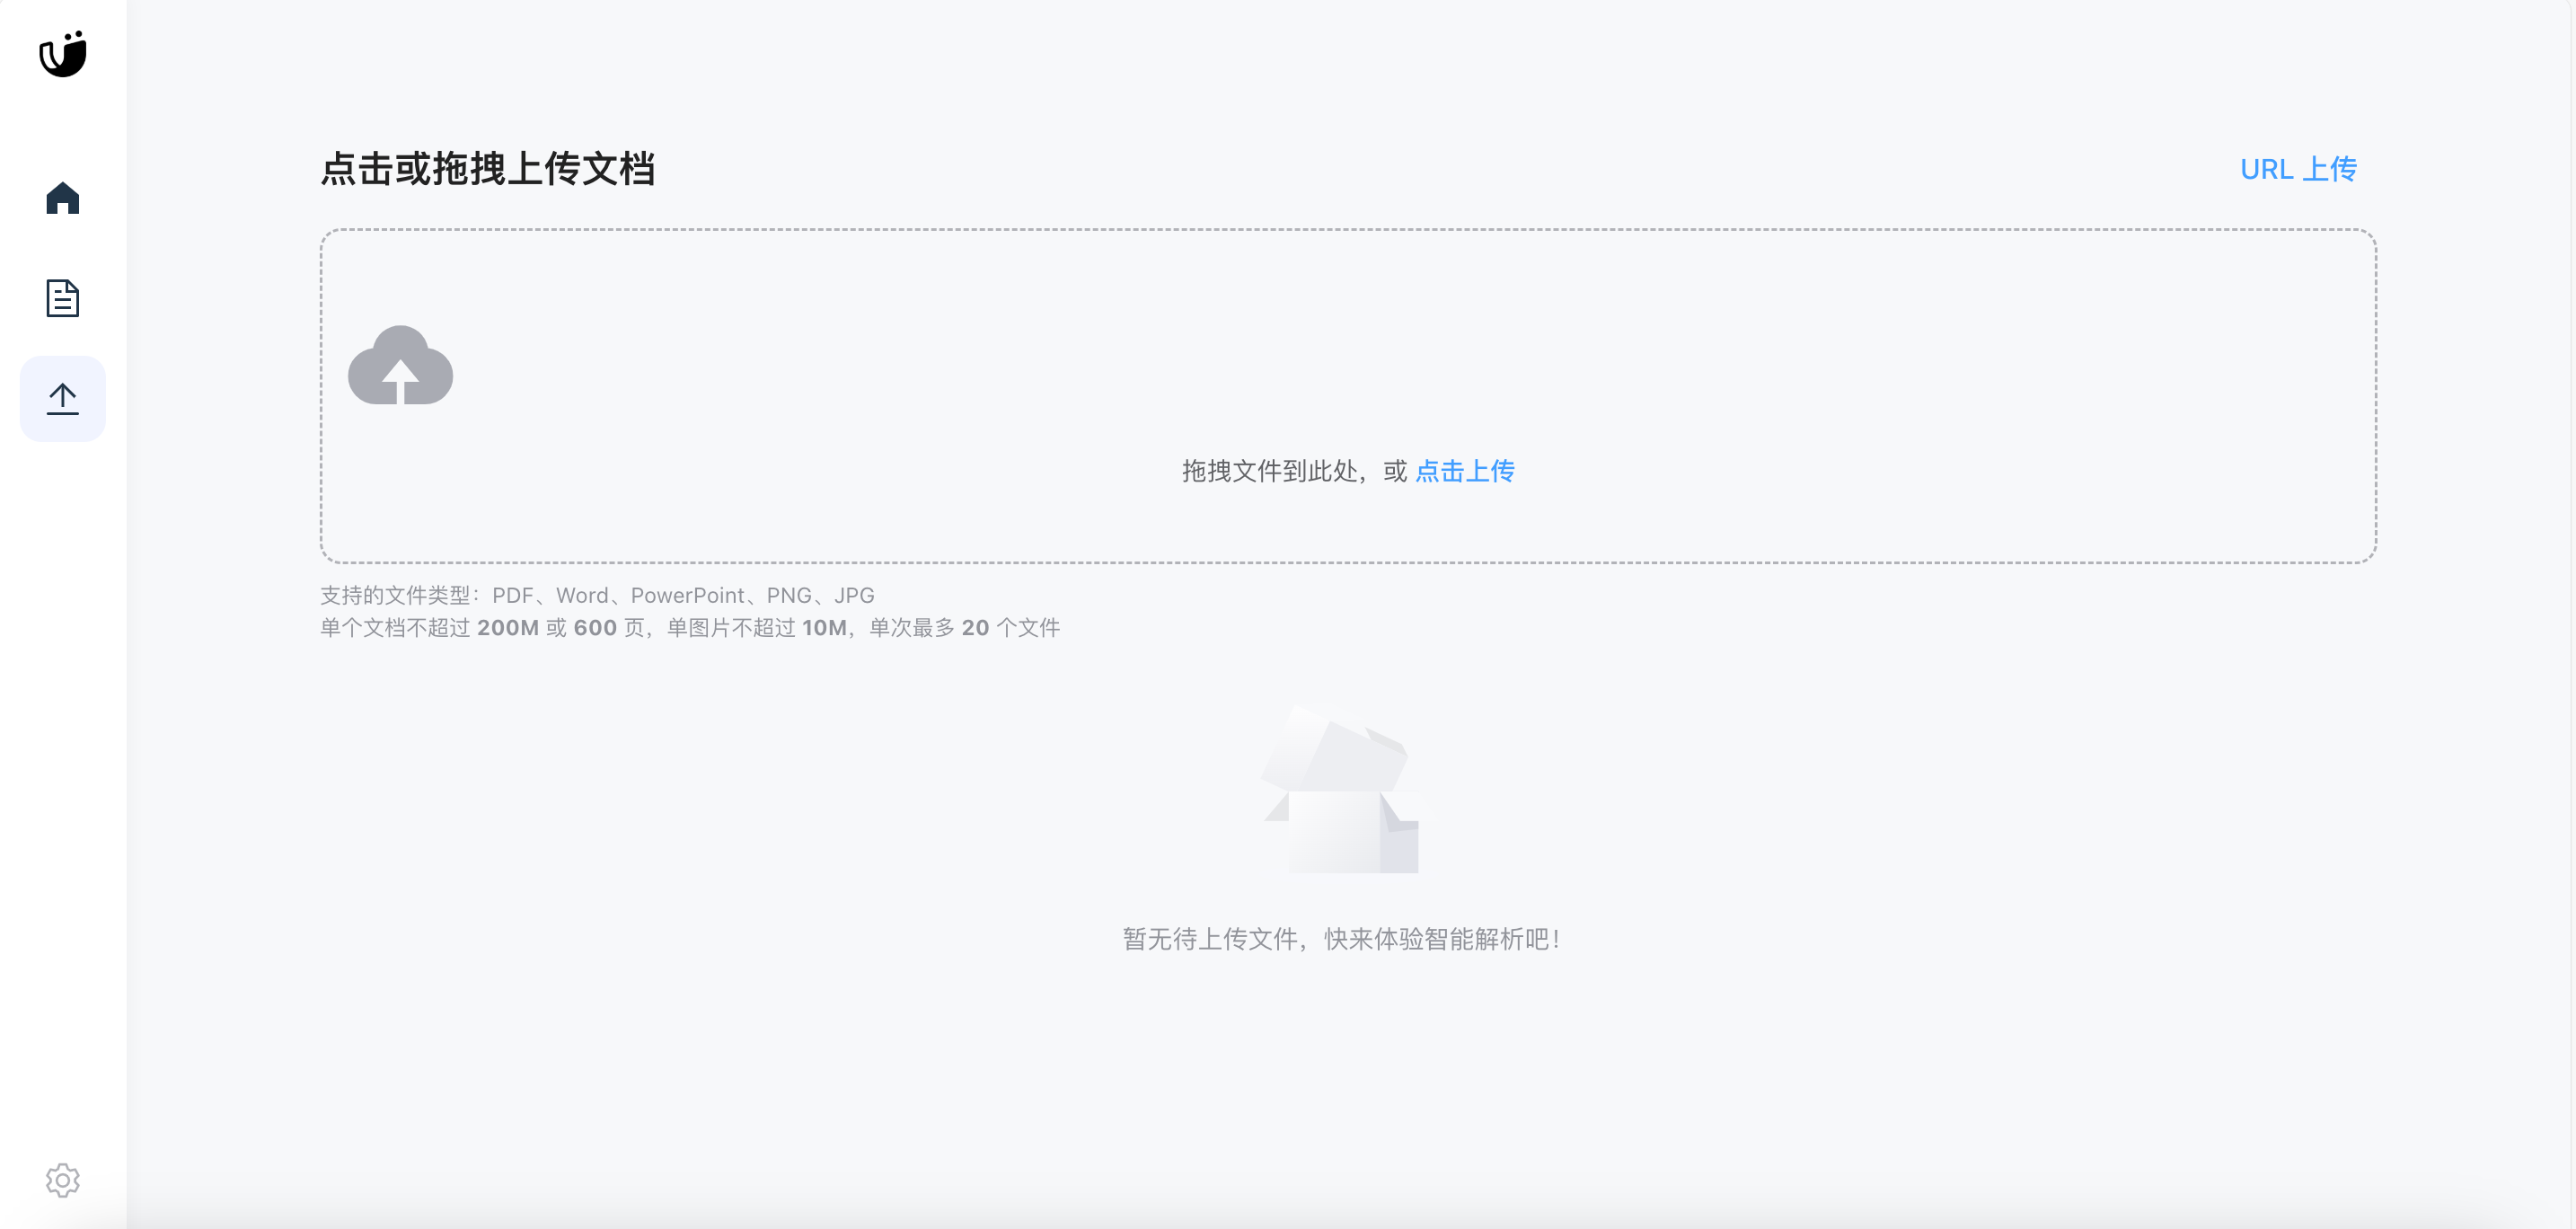 点击或拖拽上传文档
URL 上传
拖拽文件到此处，或 点击上传
支持的文件类型：PDF、Word、PowerPoint、PNG、JPG
单个文档不超过 200M 或 600 页，单图片不超过 10M，单次最多 20 个文件
暂无待上传文件，快来体验智能解析吧！